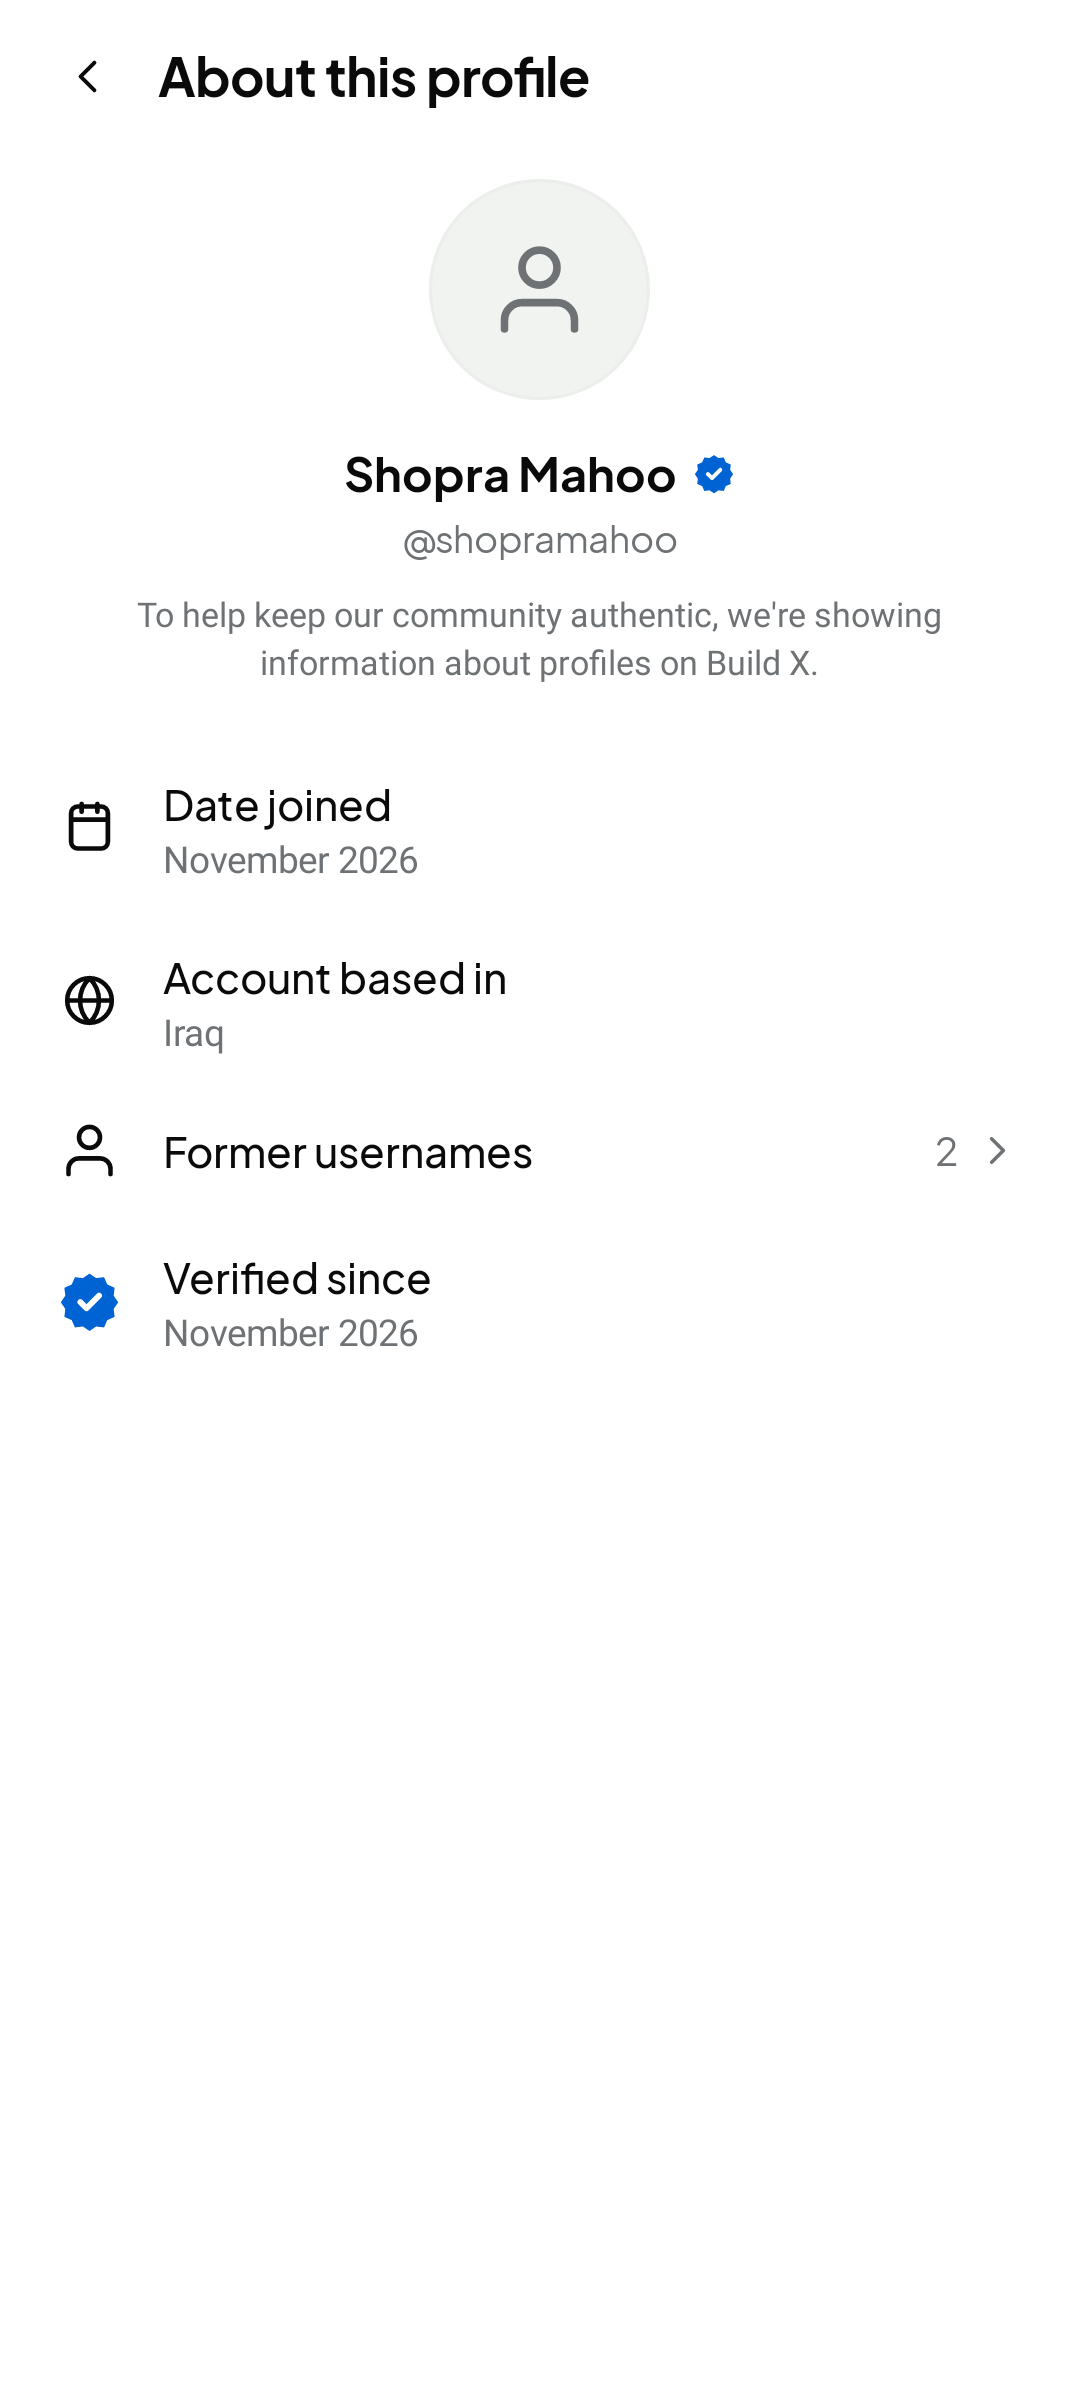 About this profile
Shopra Mahoo
@shopramahoo
To help keep our community authentic, we're showing
information about profiles on Build X.
Date joined
November 2026
Account based in
Iraq
Former usernames 2
Verified since
November 2026